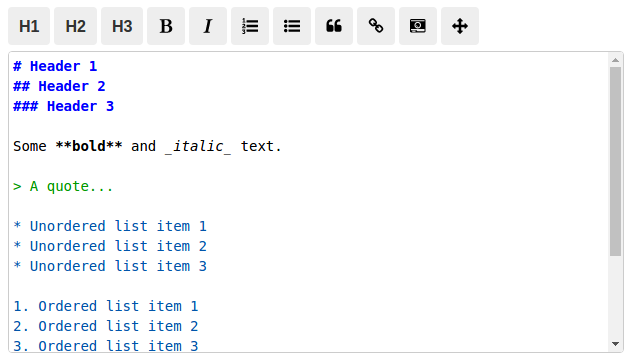 H1 H2 H3 B I
# Header 1
## Header 2
### Header 3
Some **bold** and _italic_ text.
> A quote...
* Unordered list item 1
* Unordered list item 2
* Unordered list item 3
1. Ordered list item 1
2. Ordered list item 2
3. Ordered list item 3